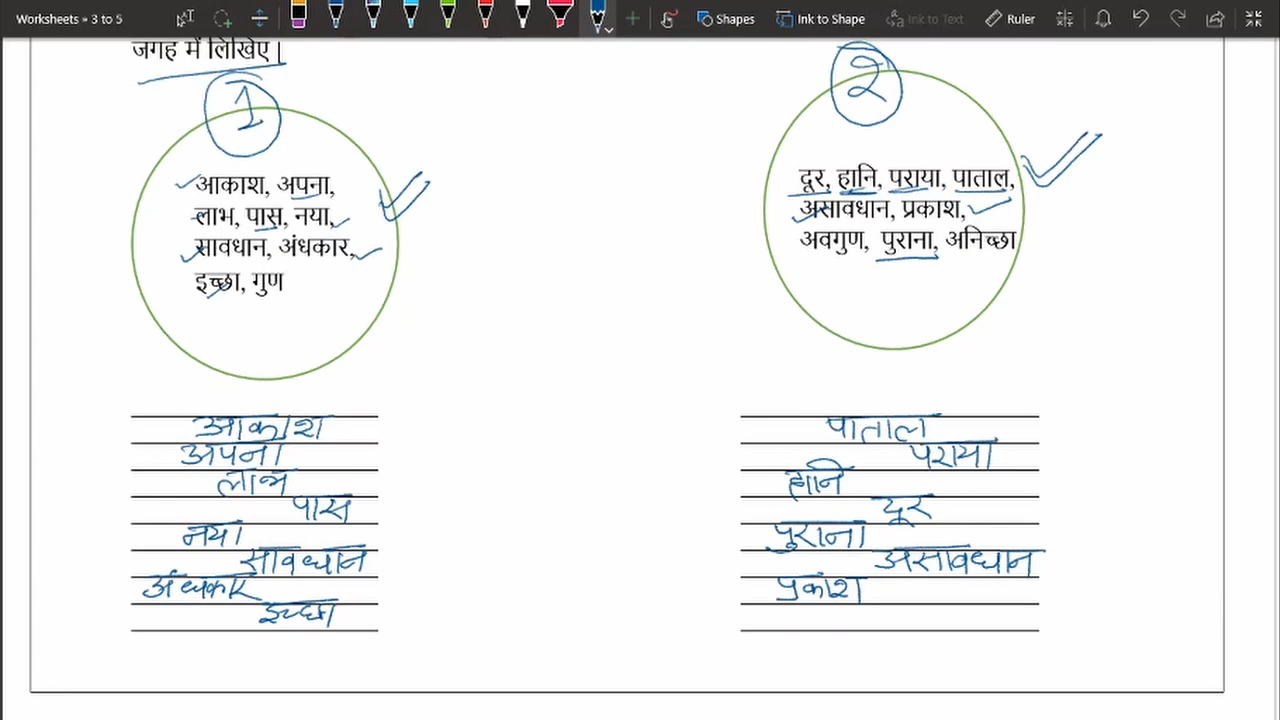 Worksheets » 3 to 5
Shapes
Ink to Shape
Ink to Text
Ruler
जगह में लिखिए।
1
2
आकाश, अपना,
लाभ, पास, नया,
सावधान, अंधकार,
इच्छा, गुण
दूर, हानि, पराया, पाताल,
असावधान, प्रकाश,
अवगुण, पुराना, अनिच्छा
आकाश
अपना
लाभ
पास
नया
सावधान
अंधकार
इच्छा
पाताल
पराया
हानि
दूर
पुराना
असावधान
प्रकाश